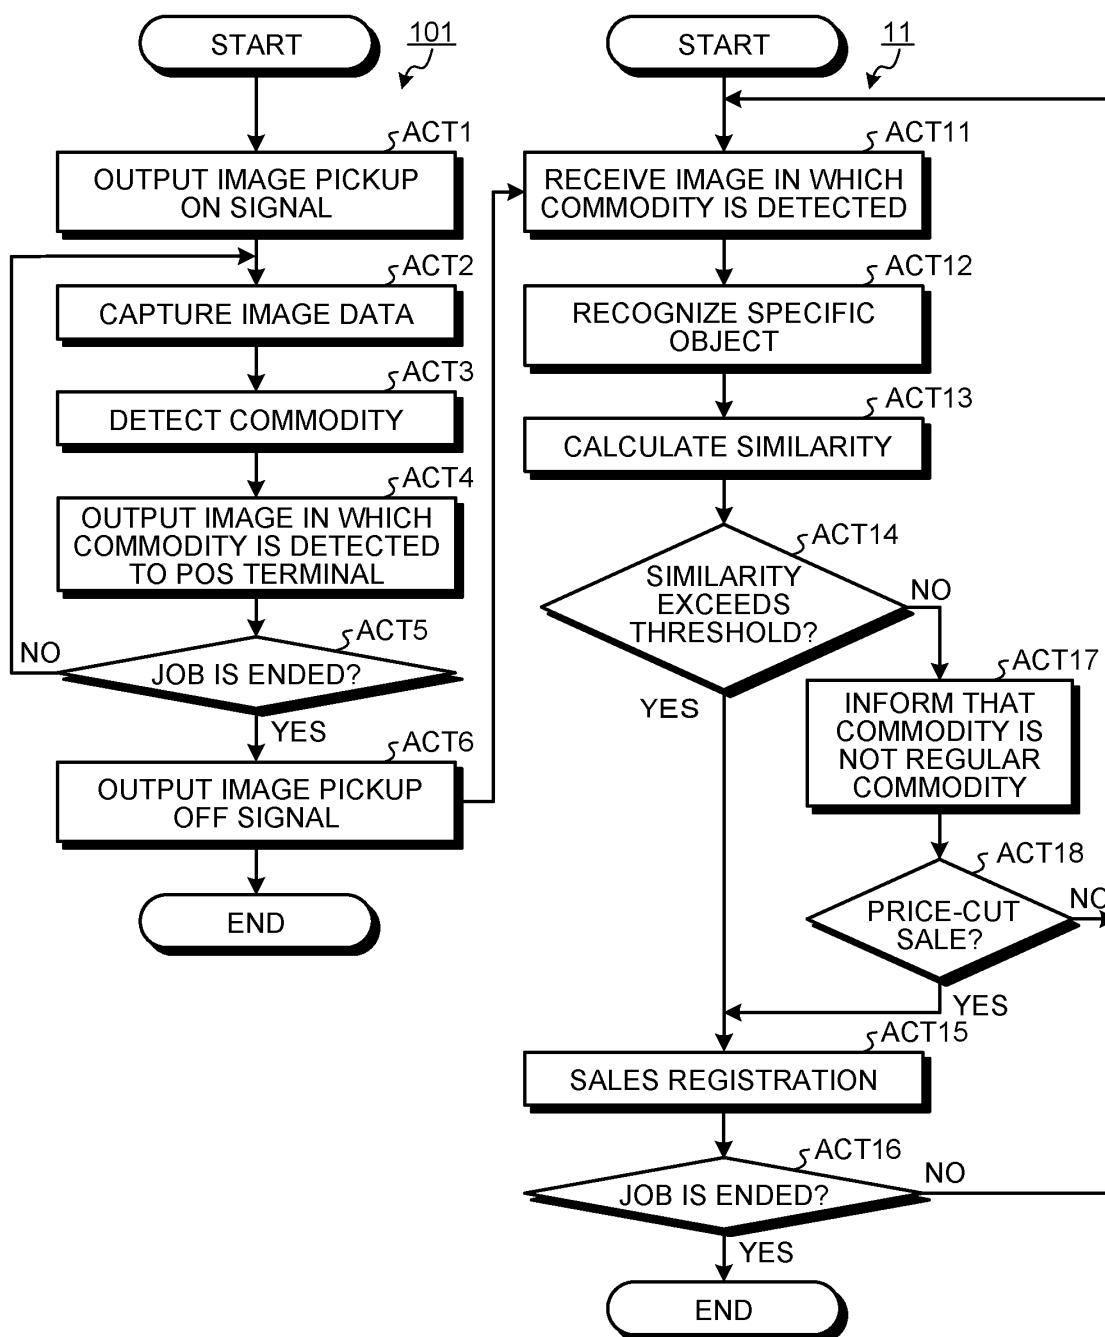 START
101
ACT1
OUTPUT IMAGE PICKUP
ON SIGNAL
ACT2
CAPTURE IMAGE DATA
ACT3
DETECT COMMODITY
ACT4
OUTPUT IMAGE IN WHICH
COMMODITY IS DETECTED
TO POS TERMINAL
ACT5
JOB IS ENDED?
NO
YES
ACT6
OUTPUT IMAGE PICKUP
OFF SIGNAL
END
START
11
ACT11
RECEIVE IMAGE IN WHICH
COMMODITY IS DETECTED
ACT12
RECOGNIZE SPECIFIC
OBJECT
ACT13
CALCULATE SIMILARITY
ACT14
SIMILARITY
EXCEEDS
THRESHOLD?
NO
YES
ACT17
INFORM THAT
COMMODITY IS
NOT REGULAR
COMMODITY
ACT18
PRICE-CUT
SALE?
NO
YES
ACT15
SALES REGISTRATION
ACT16
JOB IS ENDED?
NO
YES
END